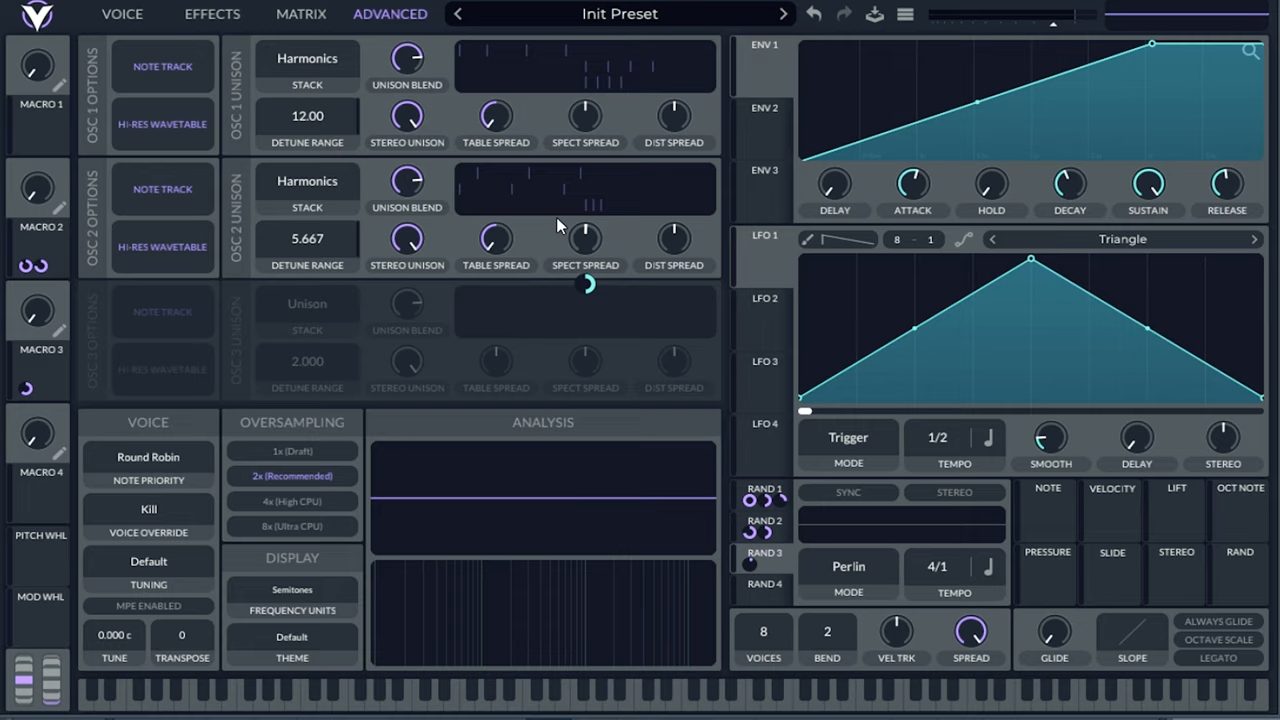 VOICE
EFFECTS
MATRIX
ADVANCED
Init Preset
MACRO 1
MACRO 2
MACRO 3
MACRO 4
PITCH WHL
MOD WHL
OSC 1 OPTIONS
NOTE TRACK
HI-RES WAVETABLE
OSC 1 UNISON
Harmonics
STACK
UNISON BLEND
12.00
DETUNE RANGE
STEREO UNISON
TABLE SPREAD
SPECT SPREAD
DIST SPREAD
OSC 2 OPTIONS
NOTE TRACK
HI-RES WAVETABLE
OSC 2 UNISON
Harmonics
STACK
UNISON BLEND
5.667
DETUNE RANGE
STEREO UNISON
TABLE SPREAD
SPECT SPREAD
DIST SPREAD
OSC 3 OPTIONS
NOTE TRACK
HI-RES WAVETABLE
OSC 3 UNISON
Unison
STACK
UNISON BLEND
2.000
DETUNE RANGE
STEREO UNISON
TABLE SPREAD
SPECT SPREAD
DIST SPREAD
VOICE
Round Robin
NOTE PRIORITY
Kill
VOICE OVERRIDE
Default
TUNING
MPE ENABLED
0.000 c
TUNE
0
TRANSPOSE
OVERSAMPLING
1x (Draft)
2x (Recommended)
4x (High CPU)
8x (Ultra CPU)
DISPLAY
Semitones
FREQUENCY UNITS
Default
THEME
ANALYSIS
ENV 1
ENV 2
ENV 3
DELAY
ATTACK
HOLD
DECAY
SUSTAIN
RELEASE
LFO 1
LFO 2
LFO 3
LFO 4
8 - 1
Triangle
Trigger
MODE
1/2
TEMPO
SMOOTH
DELAY
STEREO
RAND 1
RAND 2
RAND 3
RAND 4
SYNC
STEREO
Perlin
MODE
4/1
TEMPO
NOTE
VELOCITY
LIFT
OCT NOTE
PRESSURE
SLIDE
STEREO
RAND
8
VOICES
2
BEND
VEL TRK
SPREAD
GLIDE
SLOPE
ALWAYS GLIDE
OCTAVE SCALE
LEGATO